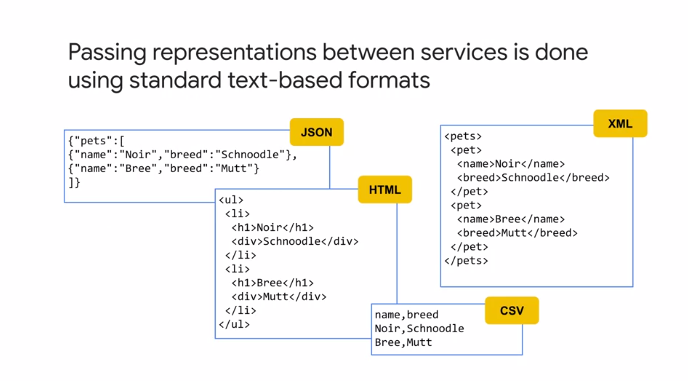 Passing representations between services is done
using standard text-based formats
JSON
{"pets":[
{"name":"Noir","breed":"Schnoodle"},
{"name":"Bree","breed":"Mutt"}
]}
HTML
<ul>
 <li>
  <h1>Noir</h1>
  <div>Schnoodle</div>
 </li>
 <li>
  <h1>Bree</h1>
  <div>Mutt</div>
 </li>
</ul>
XML
<pets>
 <pet>
  <name>Noir</name>
  <breed>Schnoodle</breed>
 </pet>
 <pet>
  <name>Bree</name>
  <breed>Mutt</breed>
 </pet>
</pets>
CSV
name,breed
Noir,Schnoodle
Bree,Mutt